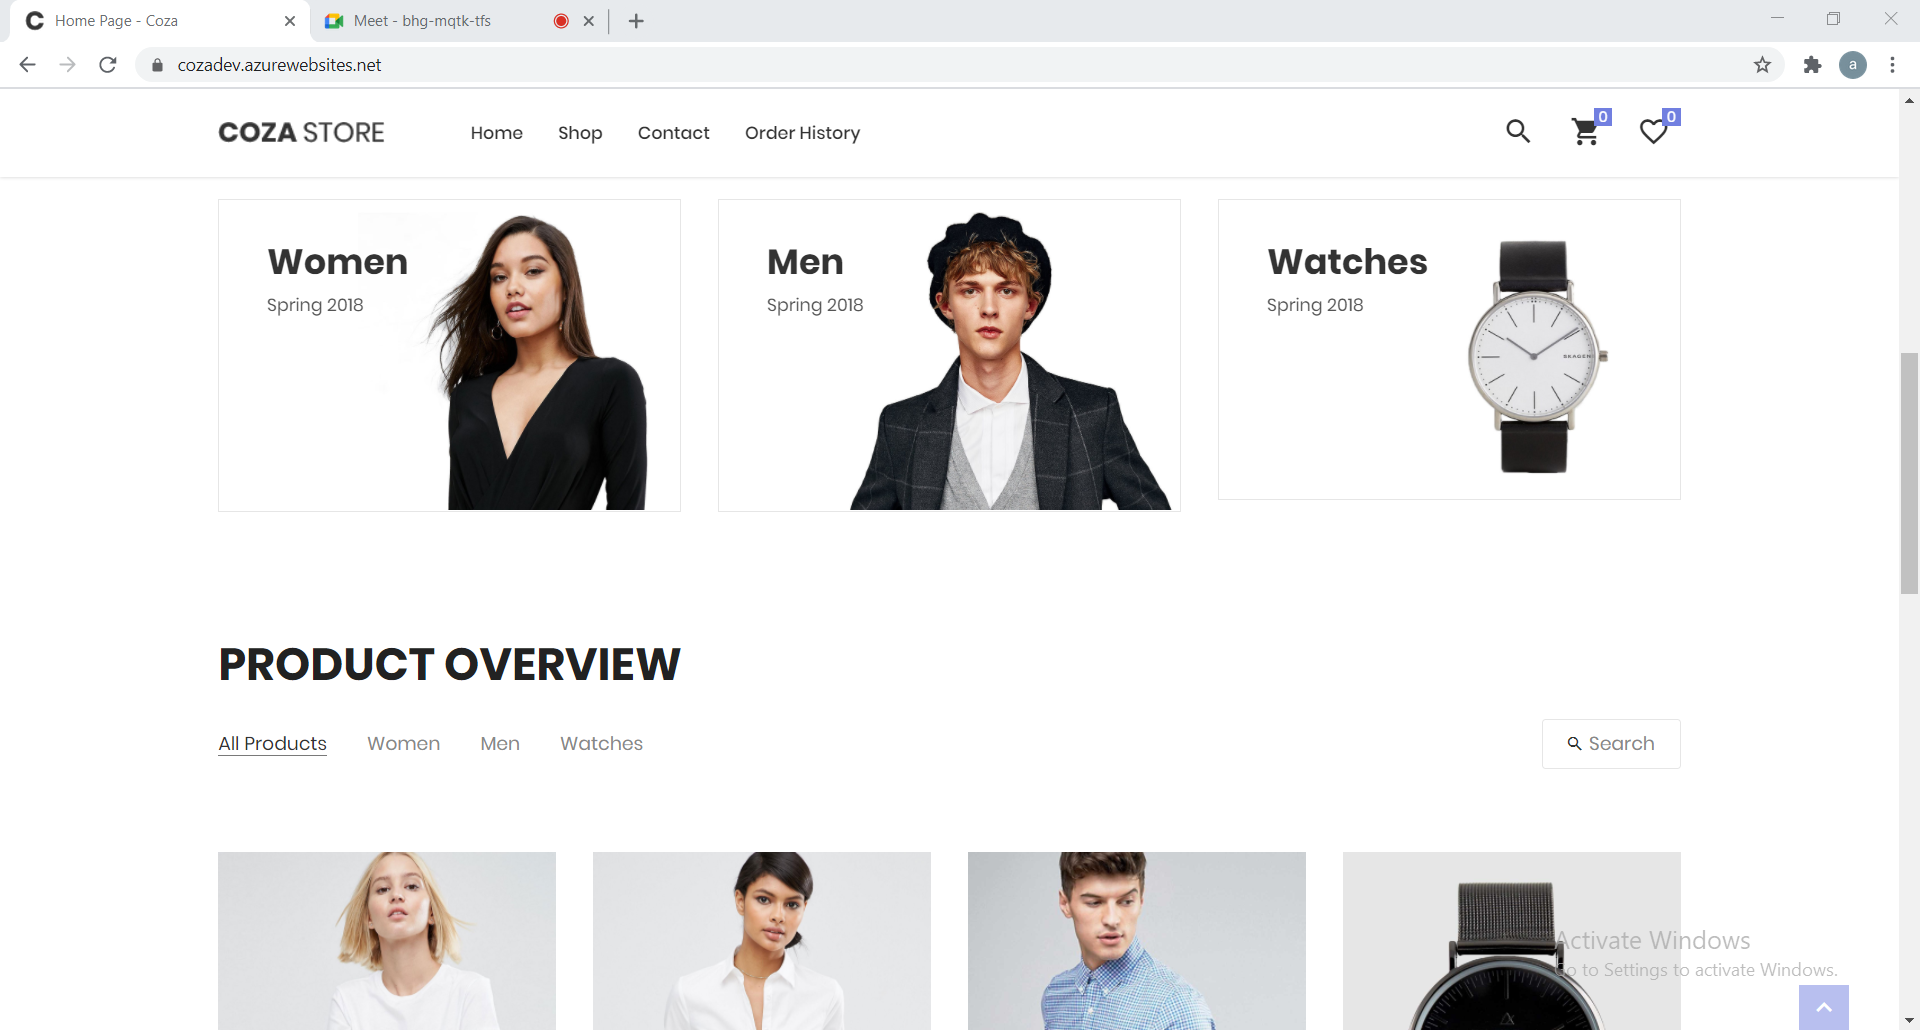 Home Page - Coza
Meet - bhg-mqtk-tfs
cozadev.azurewebsites.net
a
COZA STORE
Home
Shop
Contact
Order History
0
0
Women
Spring 2018
Men
Spring 2018
Watches
Spring 2018
SKAGEN
PRODUCT OVERVIEW
All Products
Women
Men
Watches
Search
Activate Windows
Go to Settings to activate Windows.